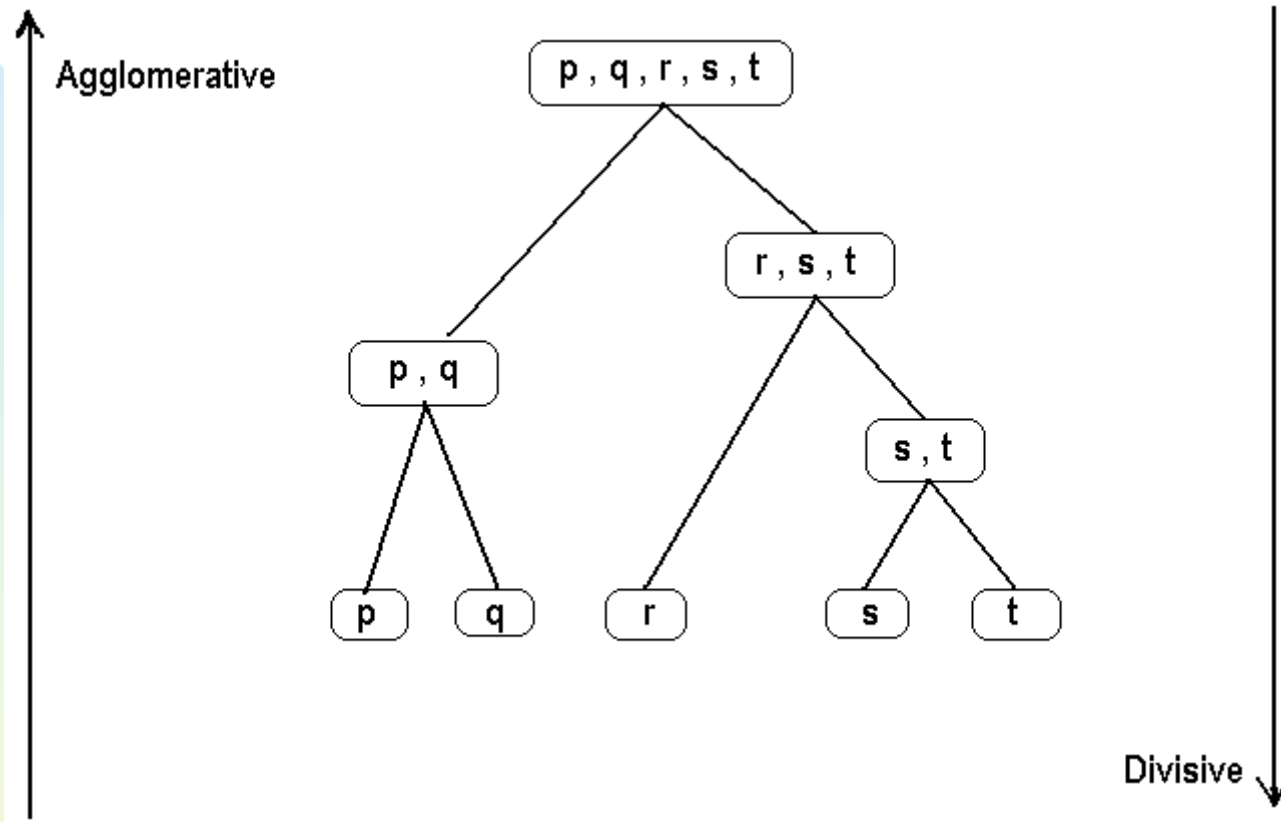 Agglomerative
p , q , r , s , t
r , s , t
p , q
s , t
p
q
r
s
t
Divisive